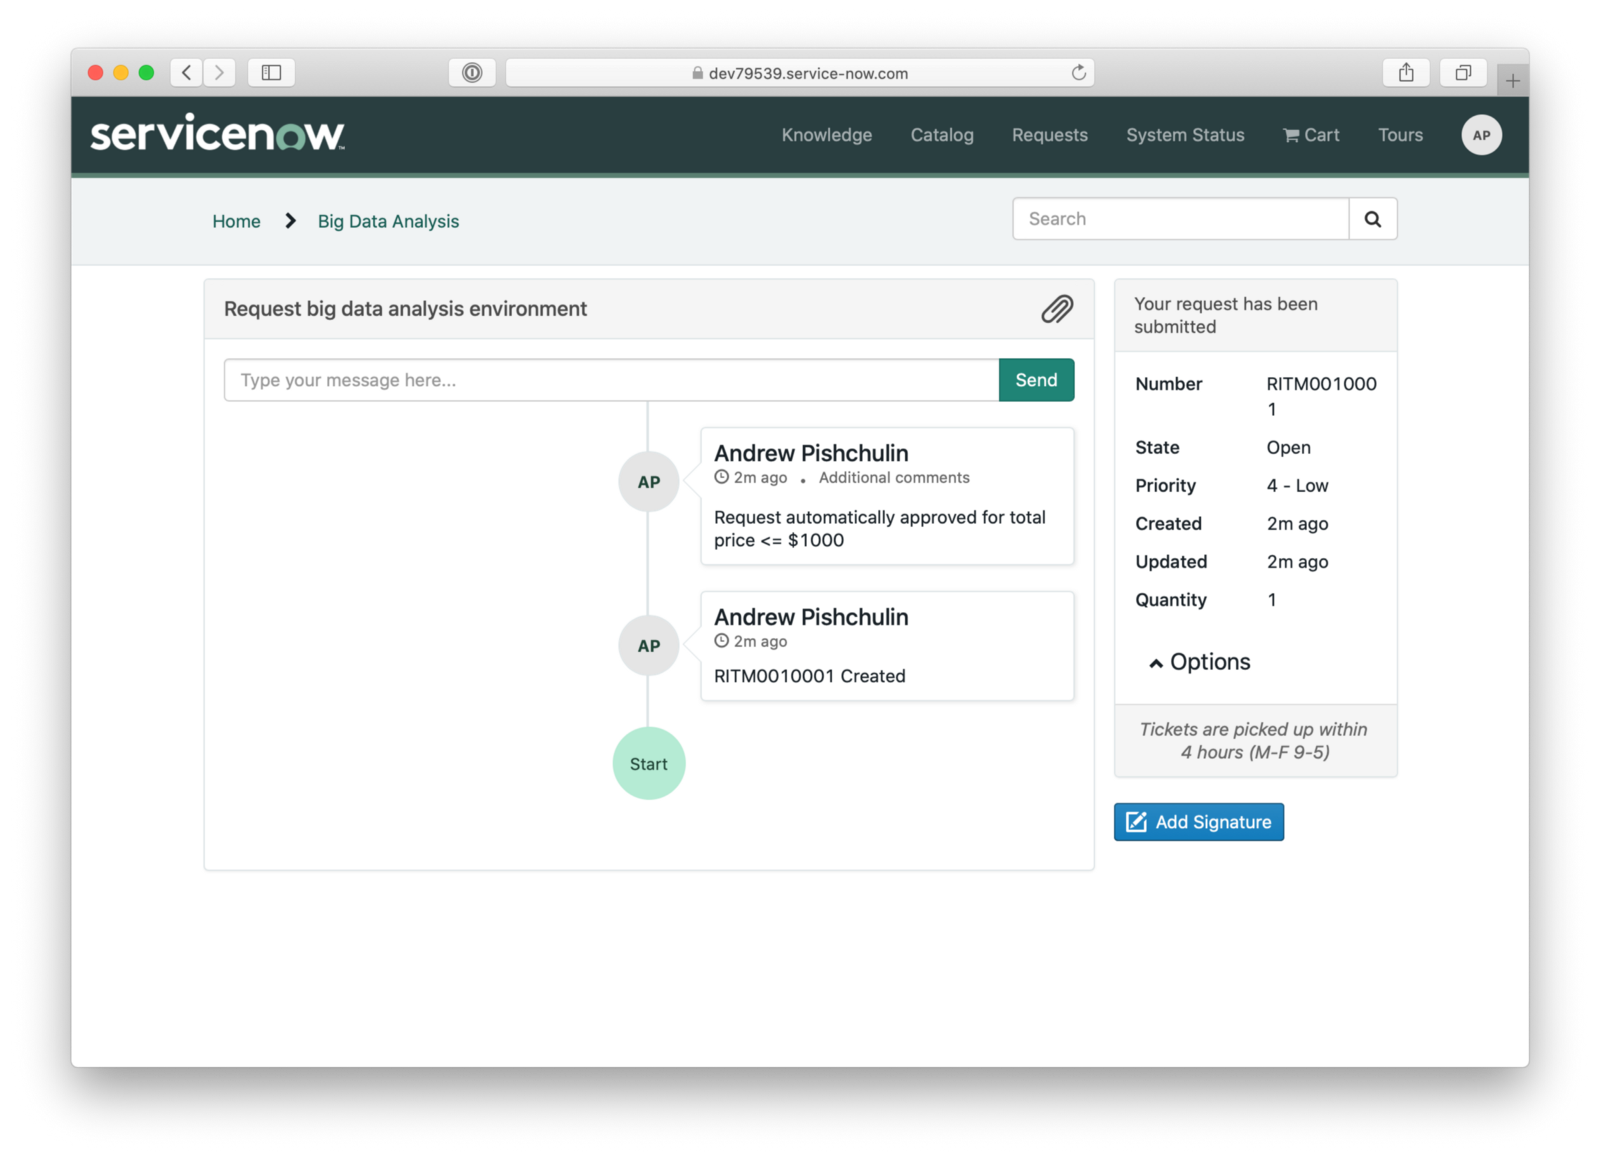 dev79539.service-now.com
servicenow
Knowledge Catalog Requests System Status Cart Tours AP
Home Big Data Analysis
Search
Request big data analysis environment
Type your message here...
Send
AP
Andrew Pishchulin
2m ago • Additional comments
Request automatically approved for total
price <= $1000
AP
Andrew Pishchulin
2m ago
RITM0010001 Created
Start
Your request has been
submitted
Number RITM001000
1
State Open
Priority 4 - Low
Created 2m ago
Updated 2m ago
Quantity 1
Options
Tickets are picked up within
4 hours (M-F 9-5)
Add Signature